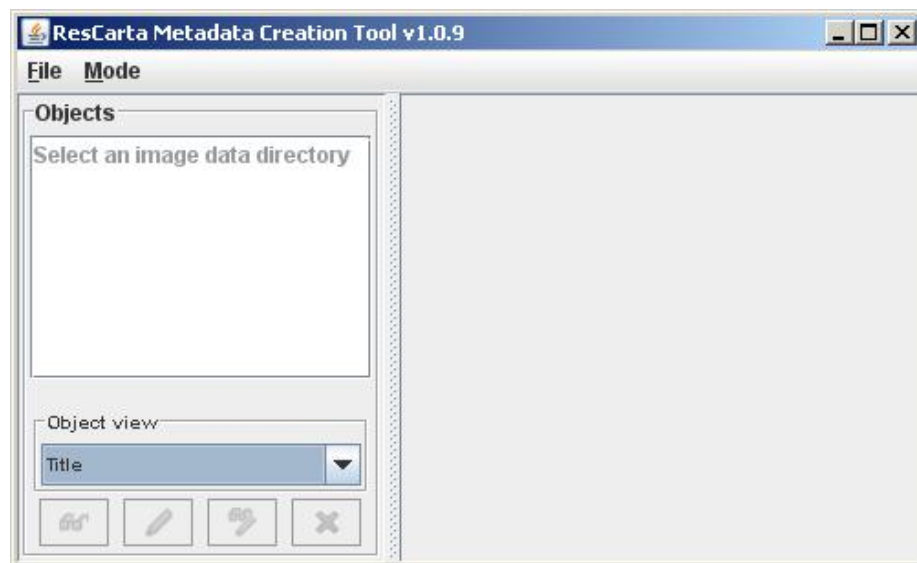 ResCarta Metadata Creation Tool v1.0.9
File Mode
Objects
Select an image data directory
Object view
Title